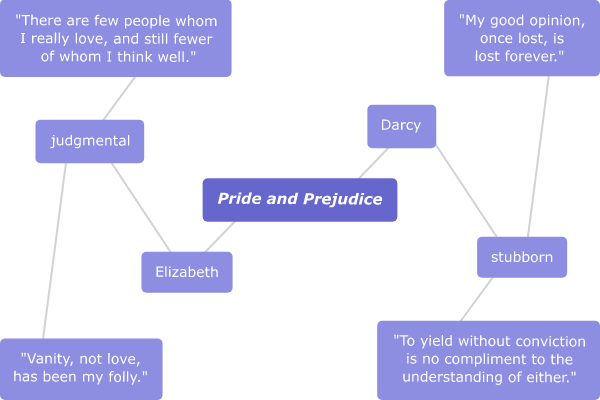 "There are few people whom
I really love, and still fewer
of whom I think well."
"My good opinion,
once lost, is
lost forever."
judgmental
Darcy
Pride and Prejudice
Elizabeth
stubborn
"Vanity, not love,
has been my folly."
"To yield without conviction
is no compliment to the
understanding of either."